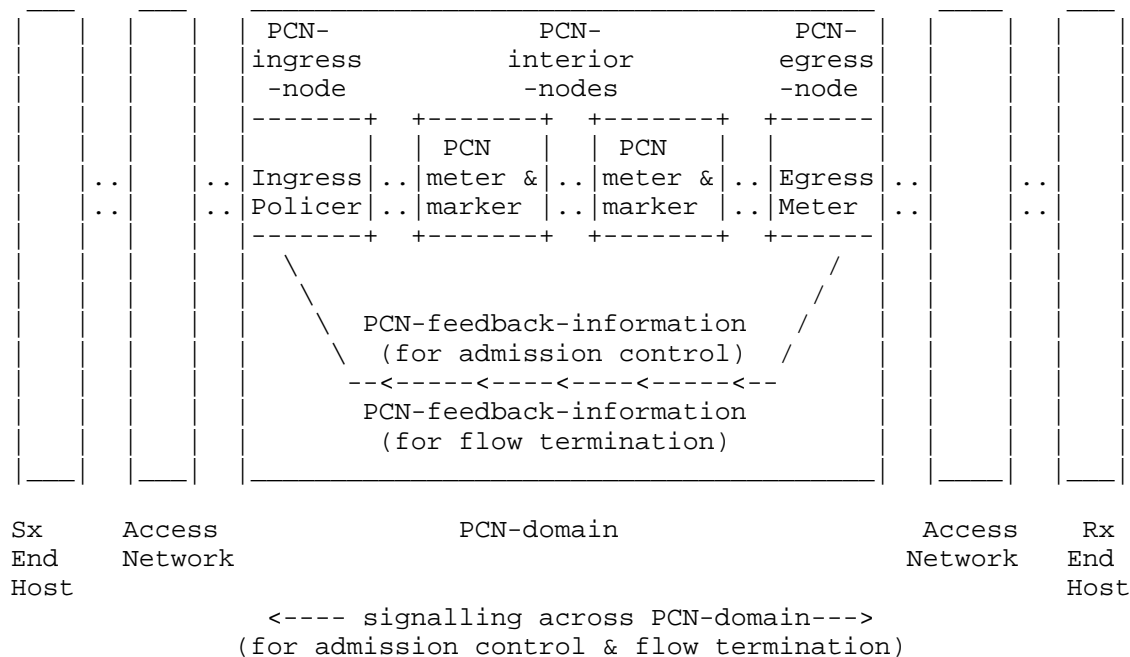 PCN- PCN- PCN-
ingress interior egress
-node -nodes -node
PCN PCN
Ingress meter & meter & Egress
Policer marker marker Meter
PCN-feedback-information
(for admission control)
PCN-feedback-information
(for flow termination)
Sx Access PCN-domain Access Rx
End Network Network End
Host Host
<---- signalling across PCN-domain--->
(for admission control & flow termination)